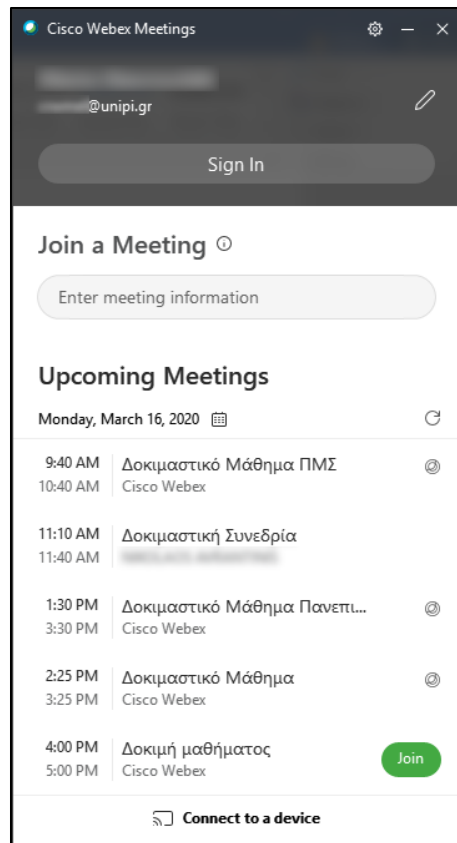 Cisco Webex Meetings
@unipi.gr
Sign In
Join a Meeting
Enter meeting information
Upcoming Meetings
Monday, March 16, 2020
9:40 AM Δοκιμαστικό Μάθημα ΠΜΣ
10:40 AM Cisco Webex
11:10 AM Δοκιμαστική Συνεδρία
11:40 AM
1:30 PM Δοκιμαστικό Μάθημα Πανεπι...
3:30 PM Cisco Webex
2:25 PM Δοκιμαστικό Μάθημα
3:25 PM Cisco Webex
4:00 PM Δοκιμή μαθήματος Join
5:00 PM Cisco Webex
Connect to a device